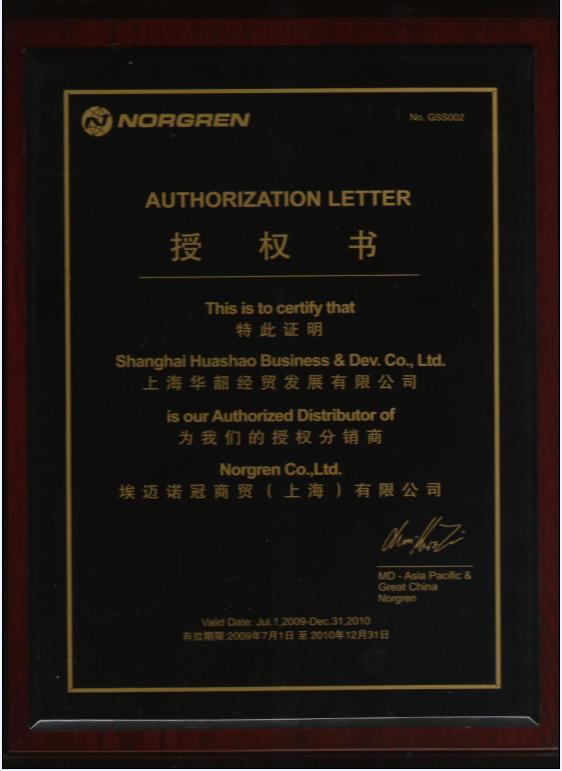 NORGREN
No. GSS002
AUTHORIZATION LETTER
授权书
This is to certify that
特此证明
Shanghai Huashao Business & Dev. Co., Ltd.
上海华韶经贸发展有限公司
is our Authorized Distributor of
为我们的授权分销商
Norgren Co.,Ltd.
埃迈诺冠商贸（上海）有限公司
MD - Asia Pacific &
Great China
Norgren
Valid Date: Jul.1,2009-Dec.31,2010
有效期限:2009年7月1日 至 2010年12月31日